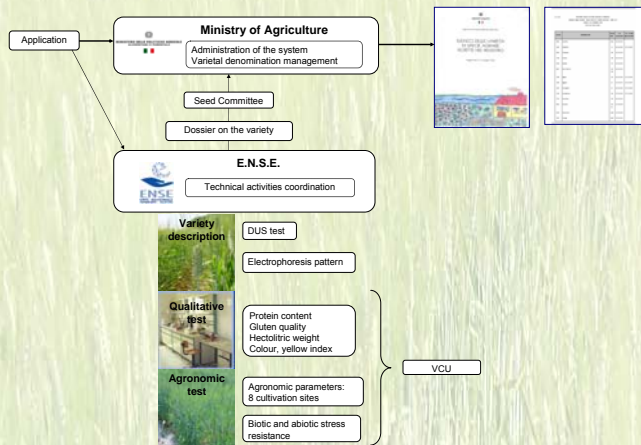 Application
Ministry of Agriculture
Administration of the system
Varietal denomination management
Seed Committee
Dossier on the variety
E.N.S.E.
ENSE
Technical activities coordination
Variety
description
DUS test
Electrophoresis pattern
Qualitative
test
Protein content
Gluten quality
Hectolitric weight
Colour, yellow index
VCU
Agronomic
test
Agronomic parameters:
8 cultivation sites
Biotic and abiotic stress
resistance